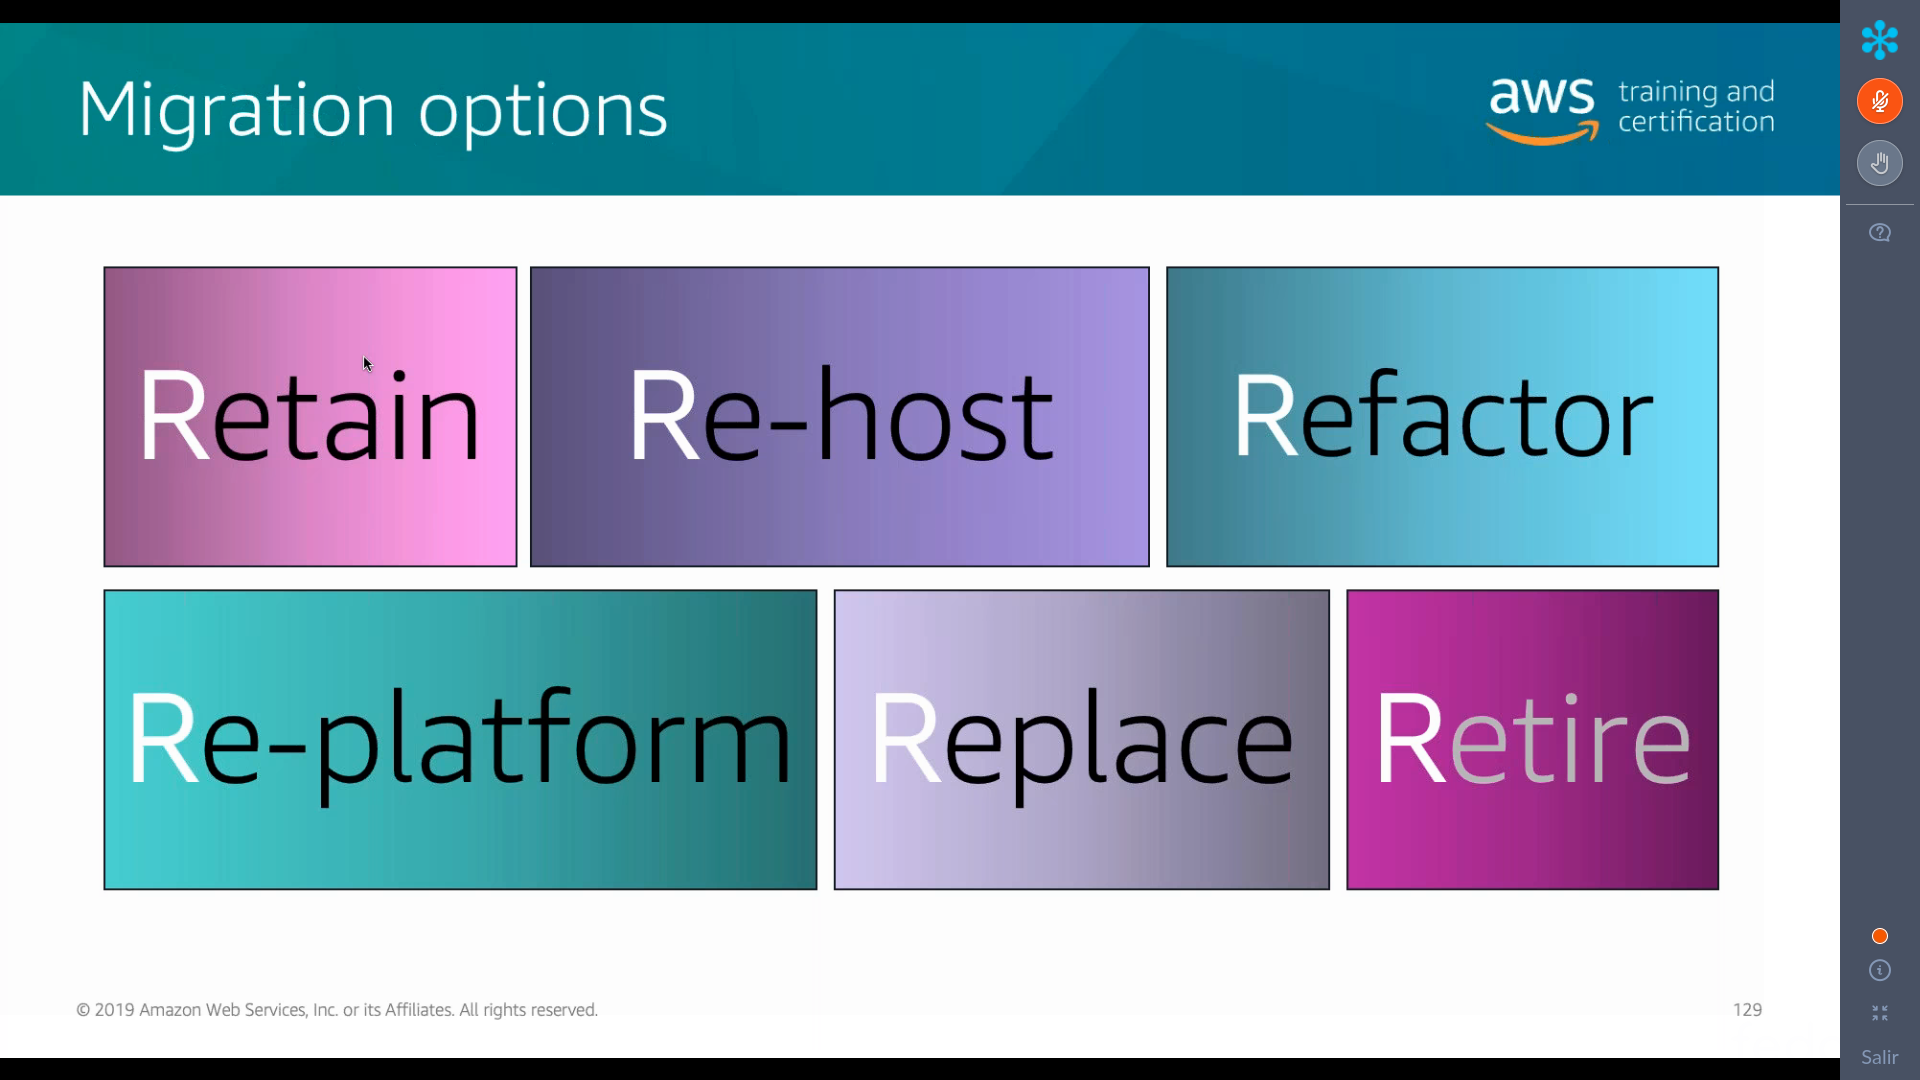 Migration options
aws training and
certification
Retain
Re-host
Refactor
Re-platform
Replace
Retire
© 2019 Amazon Web Services, Inc. or its Affiliates. All rights reserved.
129
Salir